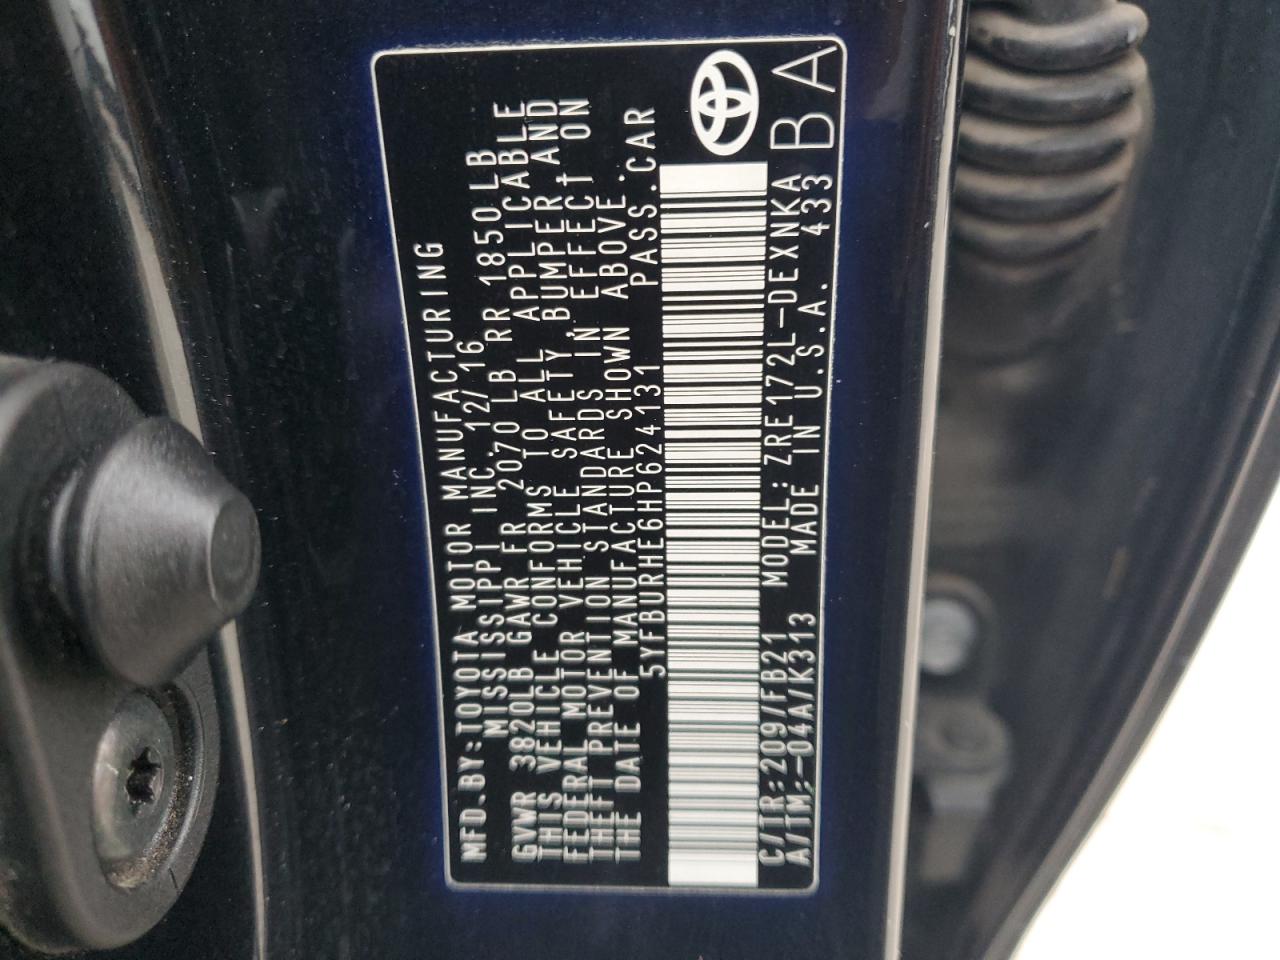 MFD.BY:TOYOTA MOTOR MANUFACTURING
MISSISSIPPI INC. 12/16
GVWR 3820LB GAWR FR 2070 LB RR 1850LB
THIS VEHICLE CONFORMS TO ALL APPLICABLE
FEDERAL MOTOR VEHICLE SAFETY, BUMPER AND
THEFT PREVENTION STANDARDS IN EFFECT ON
THE DATE OF MANUFACTURE SHOWN ABOVE.
5YFBURHE6HP624131 PASS.CAR
C/TR:209/FB21 MODEL:ZRE172L-DEXNKA
A/TM:-04A/K313 MADE IN U.S.A. 433
BA